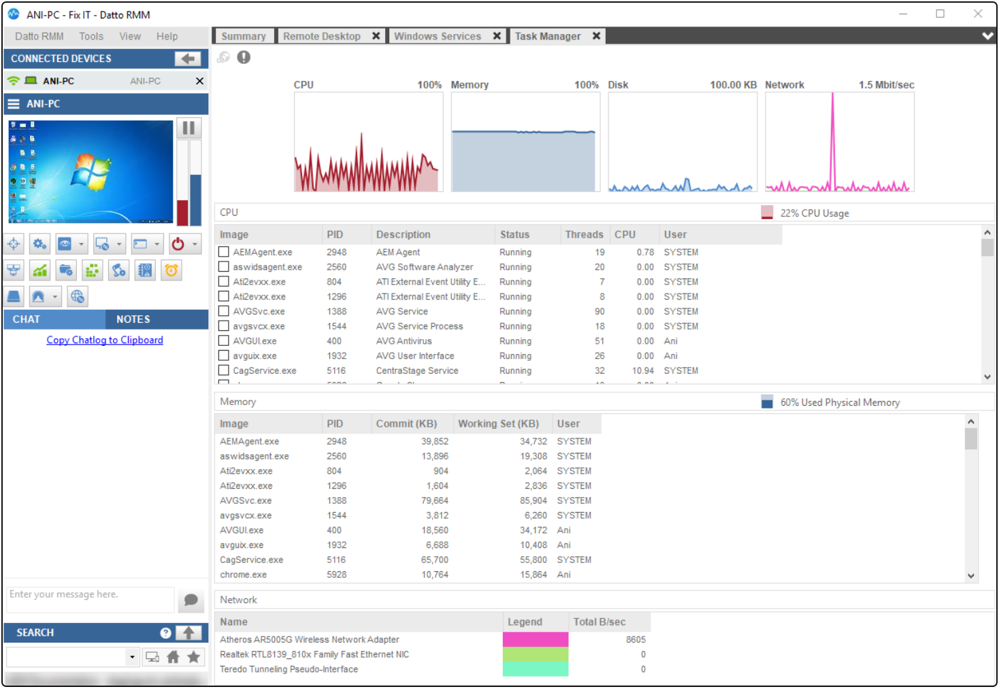 ANI-PC - Fix IT - Datto RMM
Datto RMM Tools View Help
Summary Remote Desktop Windows Services Task Manager
CONNECTED DEVICES
ANI-PC ANI-PC
ANI-PC
CPU 100% Memory 100% Disk 100.00 KB Network 1.5 Mbit/sec
CHAT NOTES
Copy Chatlog to Clipboard
Enter your message here.
SEARCH
CPU 22% CPU Usage
Image PID Description Status Threads CPU User
AEMAgent.exe 2948 AEM Agent Running 19 0.78 SYSTEM
aswidsagent.exe 2560 AVG Software Analyzer Running 20 0.00 SYSTEM
Ati2evxx.exe 804 ATI External Event Utility E... Running 7 0.00 SYSTEM
Ati2evxx.exe 1296 ATI External Event Utility E... Running 8 0.00 SYSTEM
AVGSvc.exe 1388 AVG Service Running 90 0.00 SYSTEM
avgsvcx.exe 1544 AVG Service Process Running 18 0.00 SYSTEM
AVGUI.exe 400 AVG Antivirus Running 51 0.00 Ani
avguix.exe 1932 AVG User Interface Running 26 0.00 Ani
CagService.exe 5116 CentraStage Service Running 32 10.94 SYSTEM
Memory 60% Used Physical Memory
Image PID Commit (KB) Working Set (KB) User
AEMAgent.exe 2948 39,852 34,732 SYSTEM
aswidsagent.exe 2560 13,896 19,308 SYSTEM
Ati2evxx.exe 804 904 2,064 SYSTEM
Ati2evxx.exe 1296 1,604 2,836 SYSTEM
AVGSvc.exe 1388 79,664 85,904 SYSTEM
avgsvcx.exe 1544 3,812 6,260 SYSTEM
AVGUI.exe 400 18,560 34,172 Ani
avguix.exe 1932 6,688 10,408 Ani
CagService.exe 5116 65,700 55,800 SYSTEM
chrome.exe 5928 10,764 15,864 Ani
Network
Name Legend Total B/sec
Atheros AR5005G Wireless Network Adapter 8605
Realtek RTL8139_810x Family Fast Ethernet NIC 0
Teredo Tunneling Pseudo-Interface 0